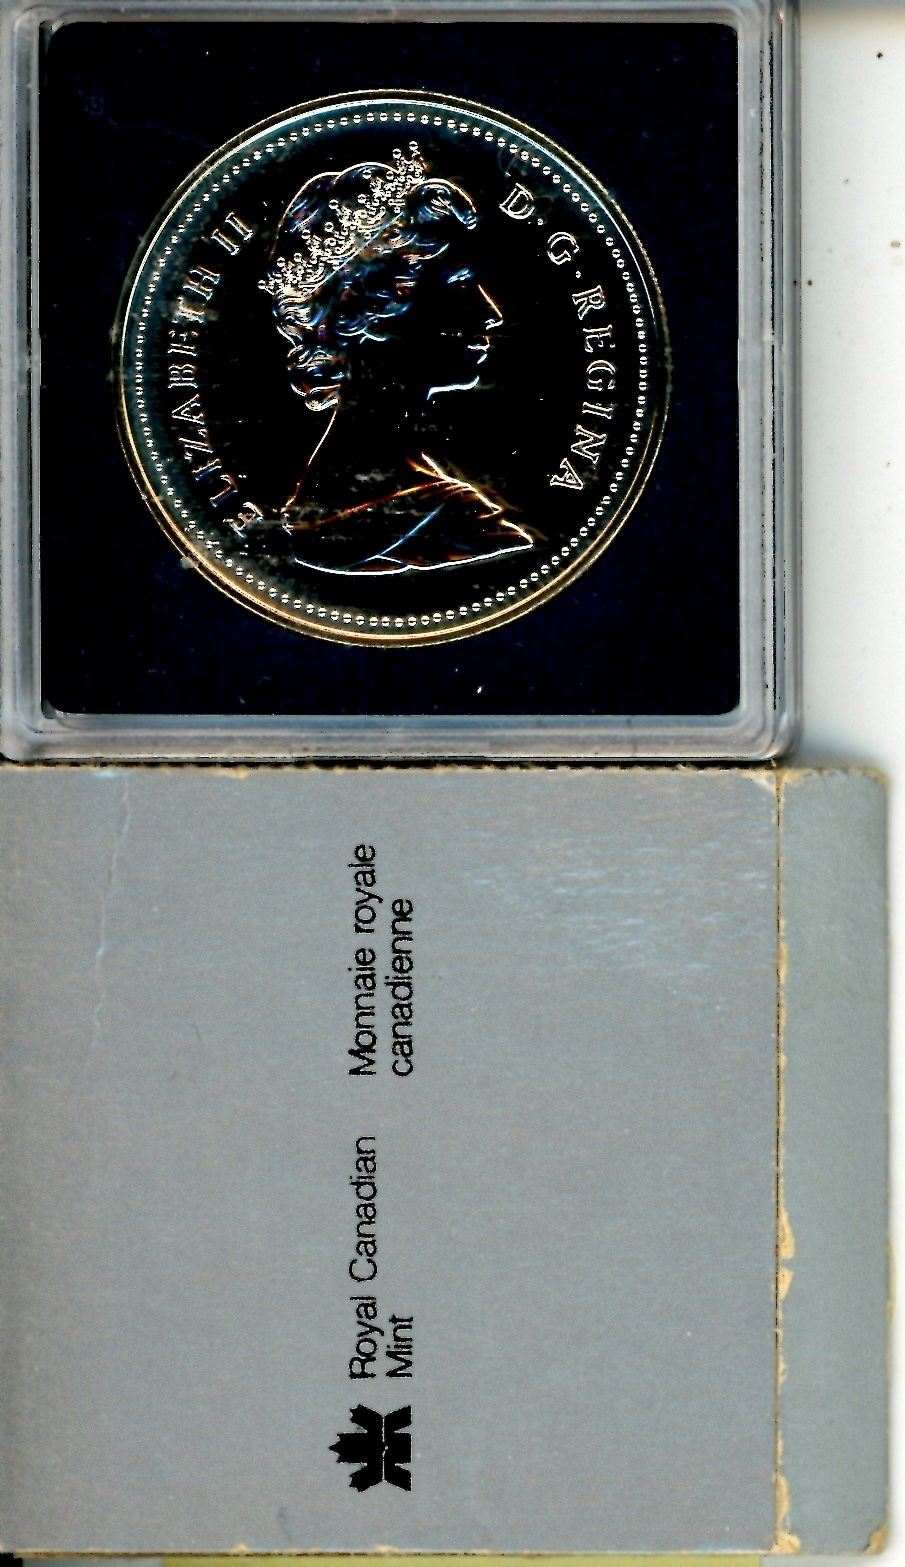 ELIZABETH II D. G. REGINA
Royal Canadian
Mint
Monnaie royale
canadienne